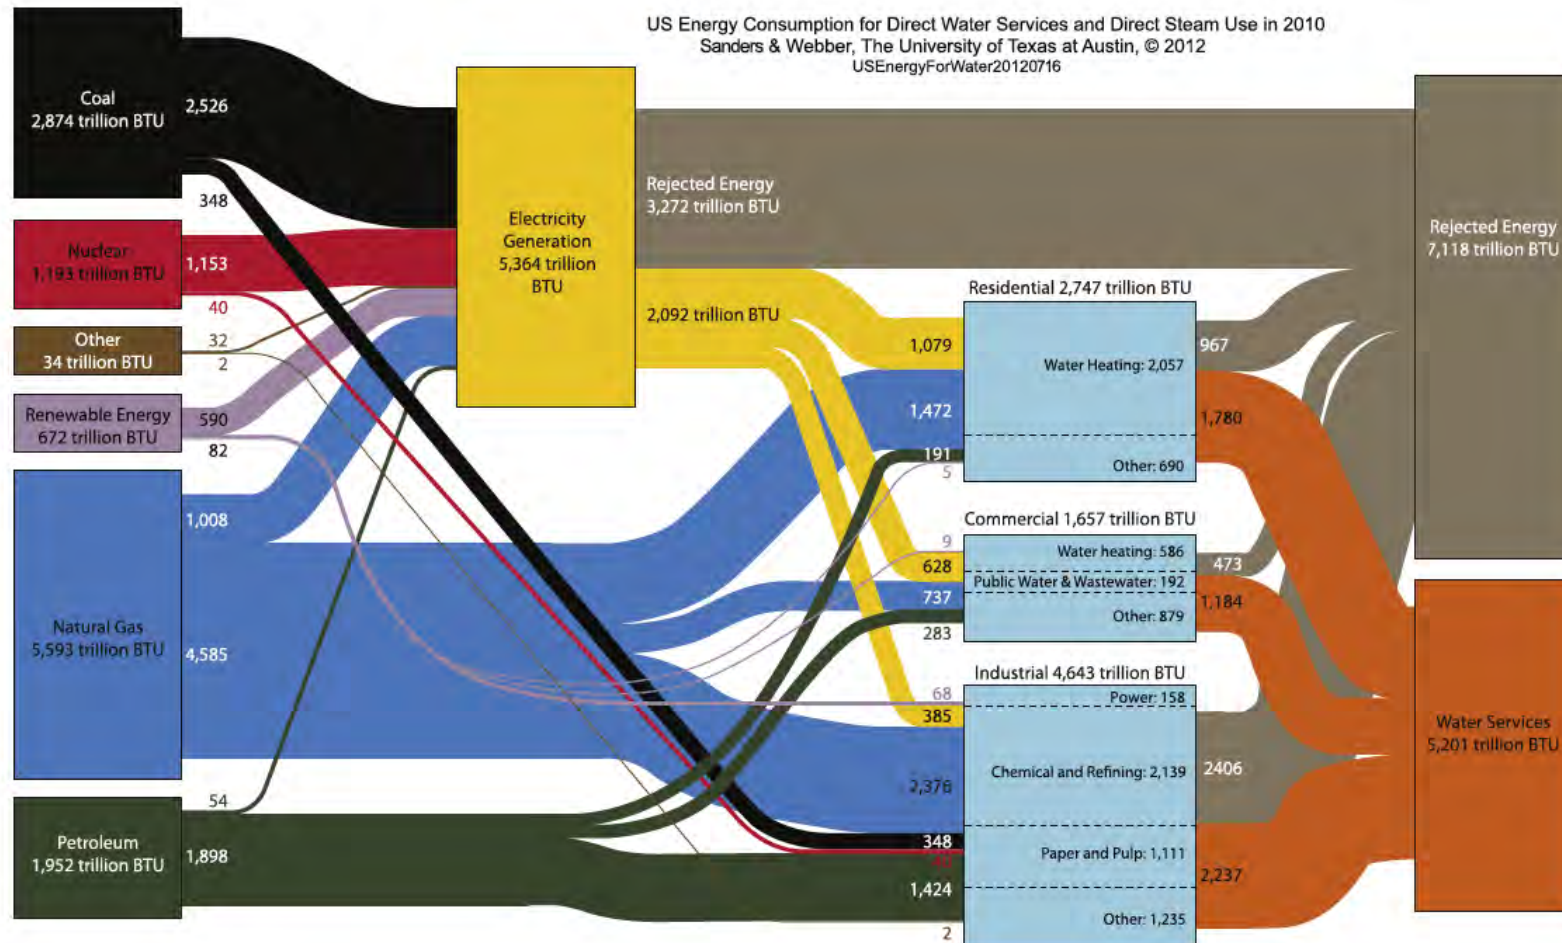 US Energy Consumption for Direct Water Services and Direct Steam Use in 2010
Sanders & Webber, The University of Texas at Austin, © 2012
USEnergyForWater20120716
Coal
2,874 trillion BTU
2,526
348
Nuclear
1,193 trillion BTU
1,153
40
Other
34 trillion BTU
32
2
Renewable Energy
672 trillion BTU
590
82
Natural Gas
5,593 trillion BTU
1,008
4,585
Petroleum
1,952 trillion BTU
54
1,898
Electricity
Generation
5,364 trillion
BTU
Rejected Energy
3,272 trillion BTU
2,092 trillion BTU
Residential 2,747 trillion BTU
1,079
1,472
191
5
Water Heating: 2,057
Other: 690
967
1,780
Commercial 1,657 trillion BTU
9
628
737
283
Water heating: 586
Public Water & Wastewater: 192
Other: 879
473
1,184
Industrial 4,643 trillion BTU
68
385
2,376
348
40
1,424
2
Power: 158
Chemical and Refining: 2,139
Paper and Pulp: 1,111
Other: 1,235
2406
2,237
Rejected Energy
7,118 trillion BTU
Water Services
5,201 trillion BTU